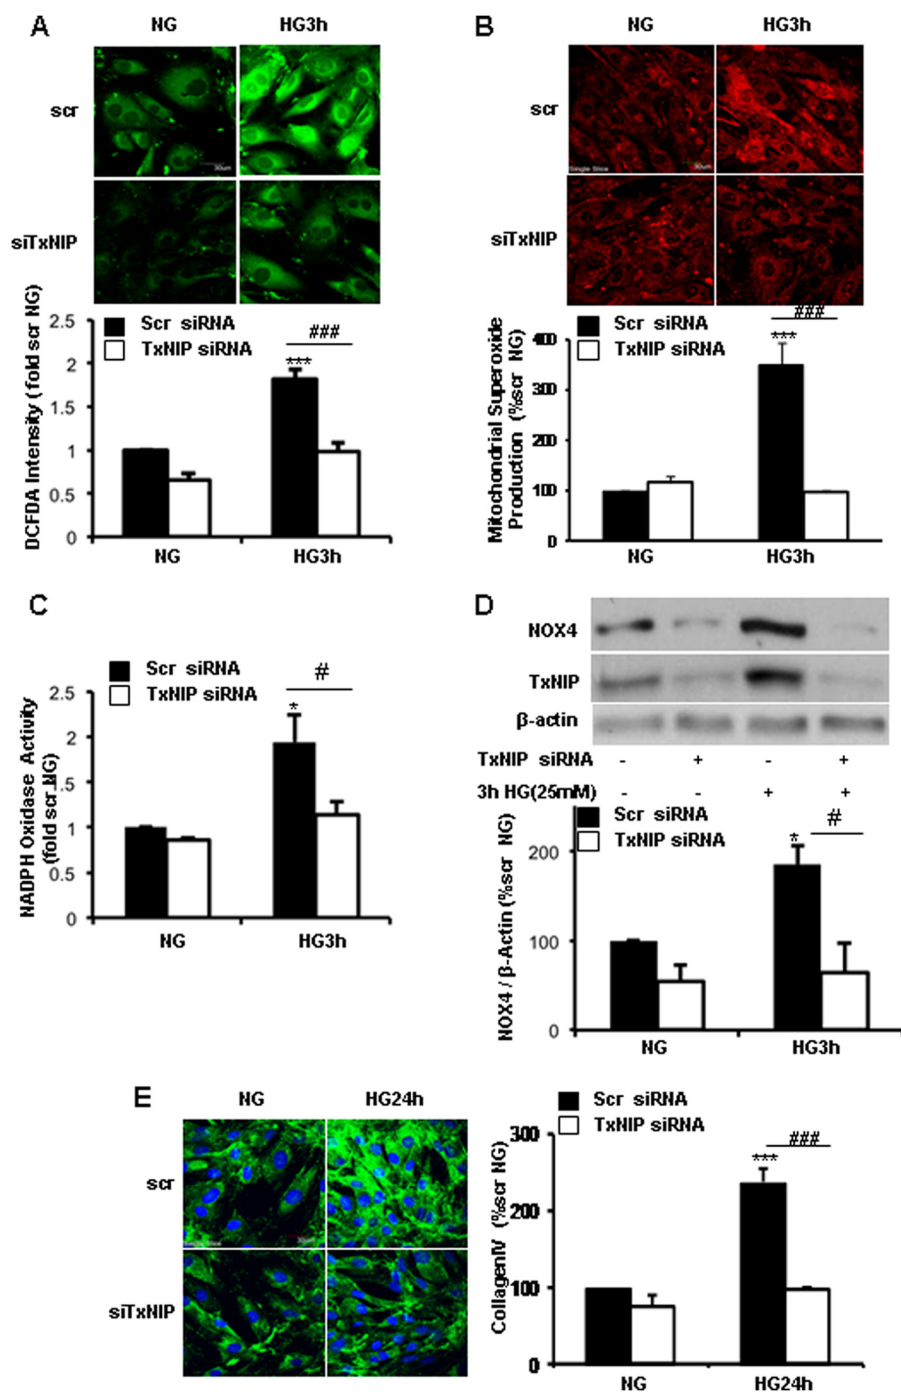 A
NG HG3h
scr
30um
siTxNIP
DCFDA Intensity (fold scr NG)
2.5
2
1.5
1
0.5
0
Scr siRNA
TxNIP siRNA
###
***
NG HG3h
B
NG HG3h
scr
Single Slice
siTxNIP
Mitochondrial Superoxide
Production (%scr NG)
400
300
200
100
0
Scr siRNA
TxNIP siRNA
###
***
NG HG3h
C
NADPH Oxidase Activity
(fold scr NG)
2.5
2
1.5
1
0.5
0
Scr siRNA
TxNIP siRNA
#
*
NG HG3h
D
NOX4
TxNIP
β-actin
TxNIP siRNA - + - +
3h HG(25mM) - - + +
NOX4 / β-Actin (%scr NG)
200
100
0
Scr siRNA
TxNIP siRNA
#
*
NG HG3h
E
NG HG24h
scr
siTxNIP
CollagenIV (%scr NG)
300
200
100
0
Scr siRNA
TxNIP siRNA
###
***
NG HG24h